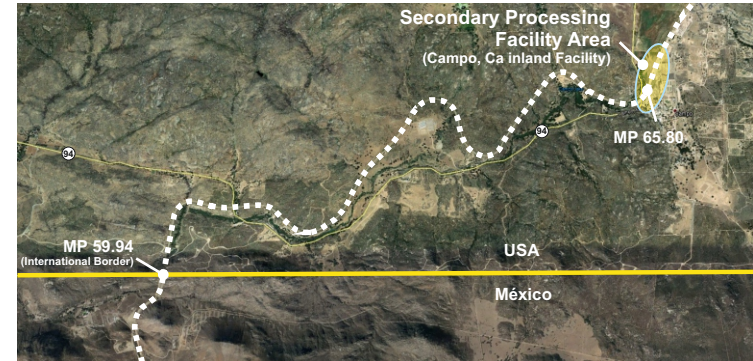 Secondary Processing
Facility Area
(Campo, Ca inland Facility)
MP 65.80
94
94
MP 59.94
(International Border)
USA
México